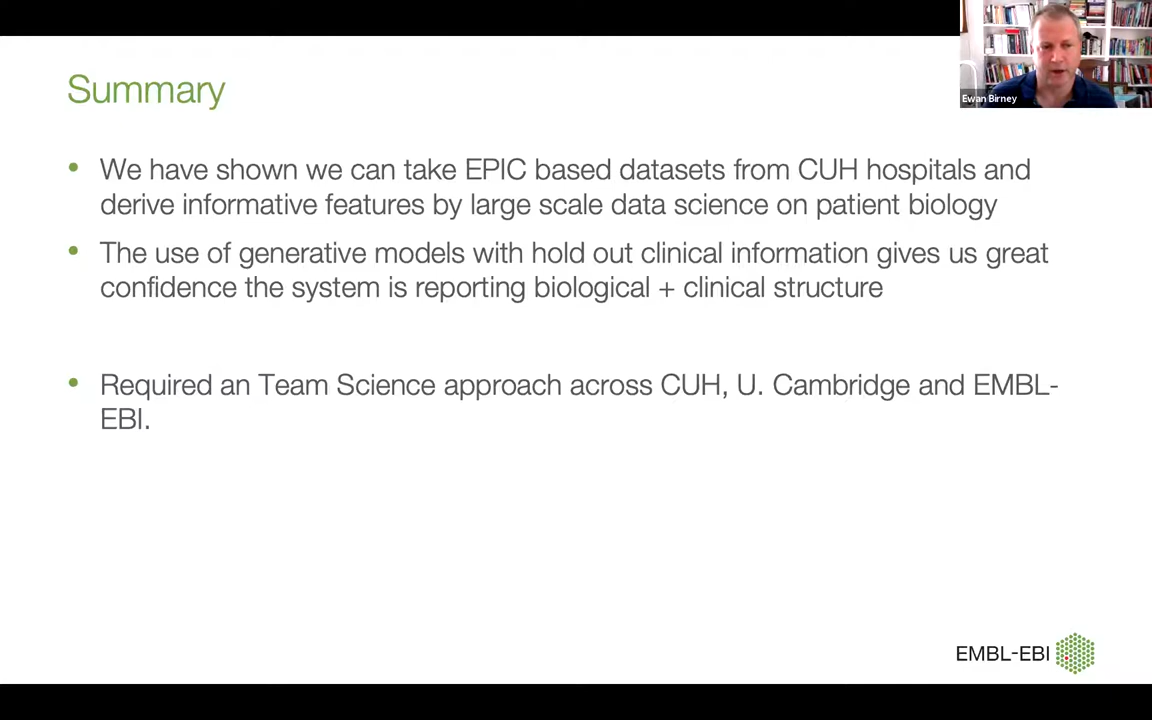 Ewan Birney
Summary
• We have shown we can take EPIC based datasets from CUH hospitals and
derive informative features by large scale data science on patient biology
• The use of generative models with hold out clinical information gives us great
confidence the system is reporting biological + clinical structure
• Required an Team Science approach across CUH, U. Cambridge and EMBL-
EBI.
EMBL-EBI